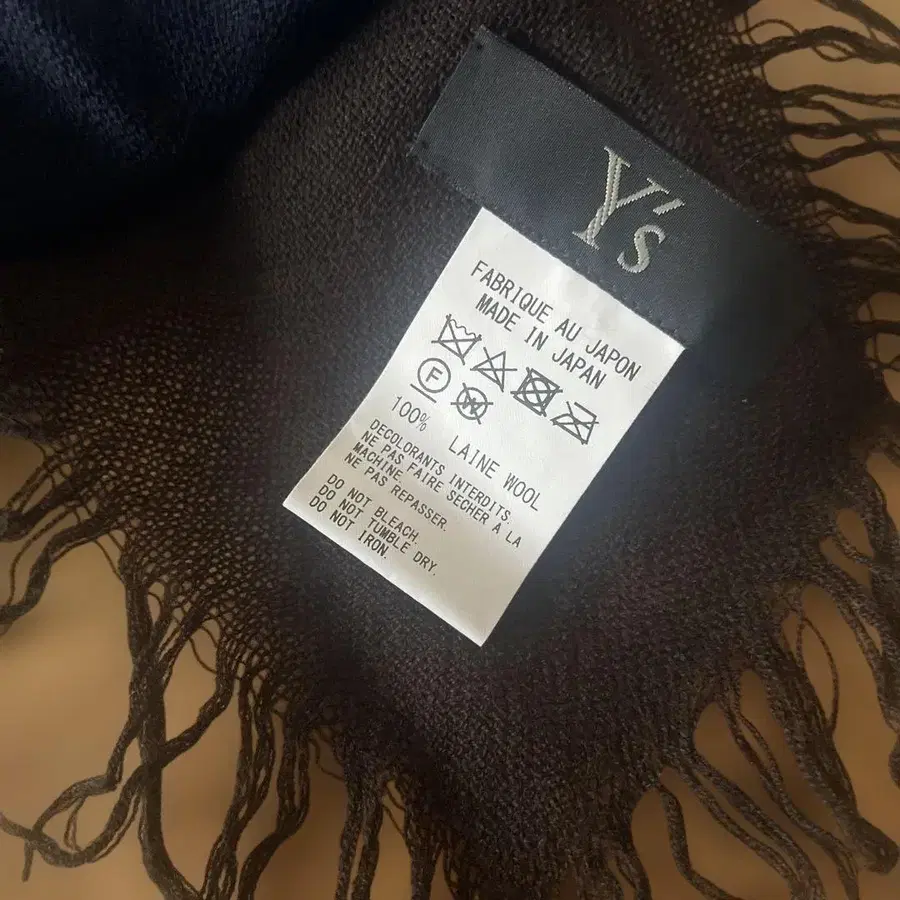 Y's
FABRIQUE AU JAPON
MADE IN JAPAN
F
W
100% LAINE WOOL
DECOLORANTS INTERDITS.
NE PAS FAIRE SECHER A LA
MACHINE.
NE PAS REPASSER.
DO NOT BLEACH.
DO NOT TUMBLE DRY.
DO NOT IRON.